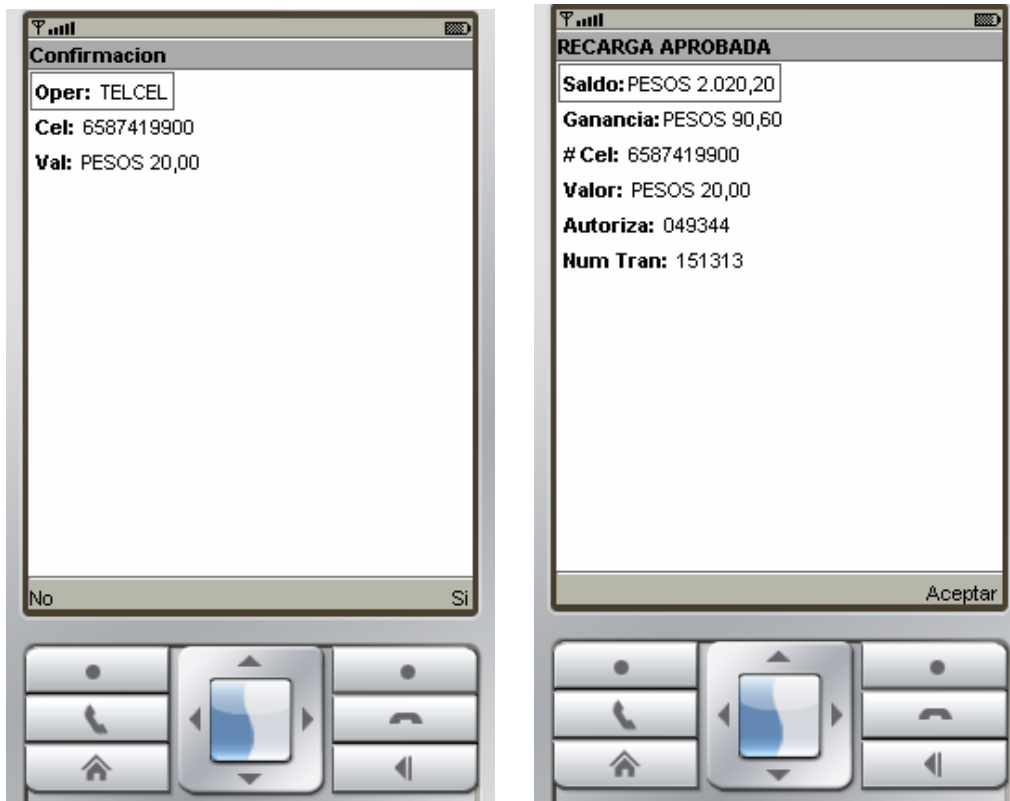 Confirmacion
Oper: TELCEL
Cel: 6587419900
Val: PESOS 20,00
No Si
RECARGA APROBADA
Saldo: PESOS 2.020,20
Ganancia: PESOS 90,60
# Cel: 6587419900
Valor: PESOS 20,00
Autoriza: 049344
Num Tran: 151313
Aceptar